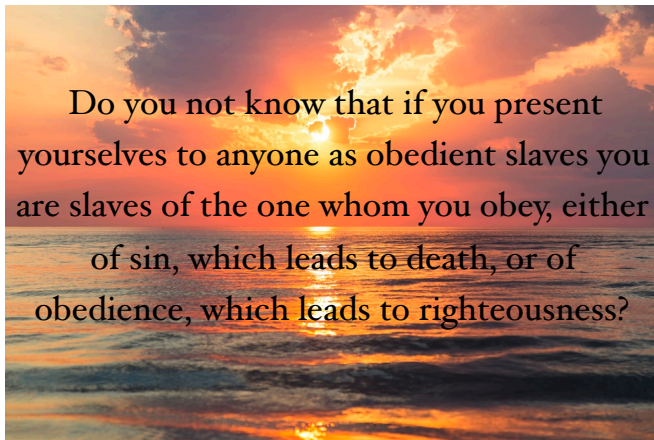 Do you not know that if you present
yourselves to anyone as obedient slaves you
are slaves of the one whom you obey, either
of sin, which leads to death, or of
obedience, which leads to righteousness?